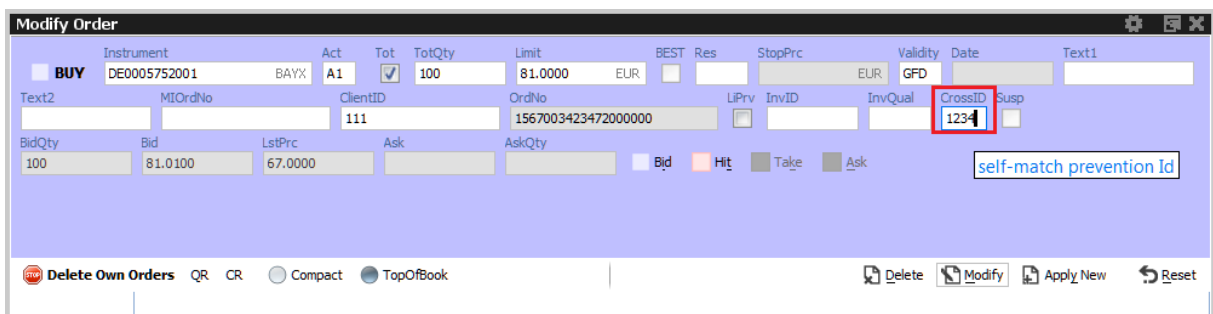 Modify Order
Instrument Act Tot TotQty Limit BEST Res StopPrc Validity Date Text1
BUY DE0005752001 BAYX A1 100 81.0000 EUR EUR GFD
Text2 MIOrdNo ClientID OrdNo LiPrv InvID InvQual CrossID Susp
111 1567003423472000000 1234
BidQty Bid LstPrc Ask AskQty
100 81.0100 67.0000 Bid Hit Take Ask
self-match prevention Id
STOP Delete Own Orders QR CR Compact TopOfBook Delete Modify Apply New Reset